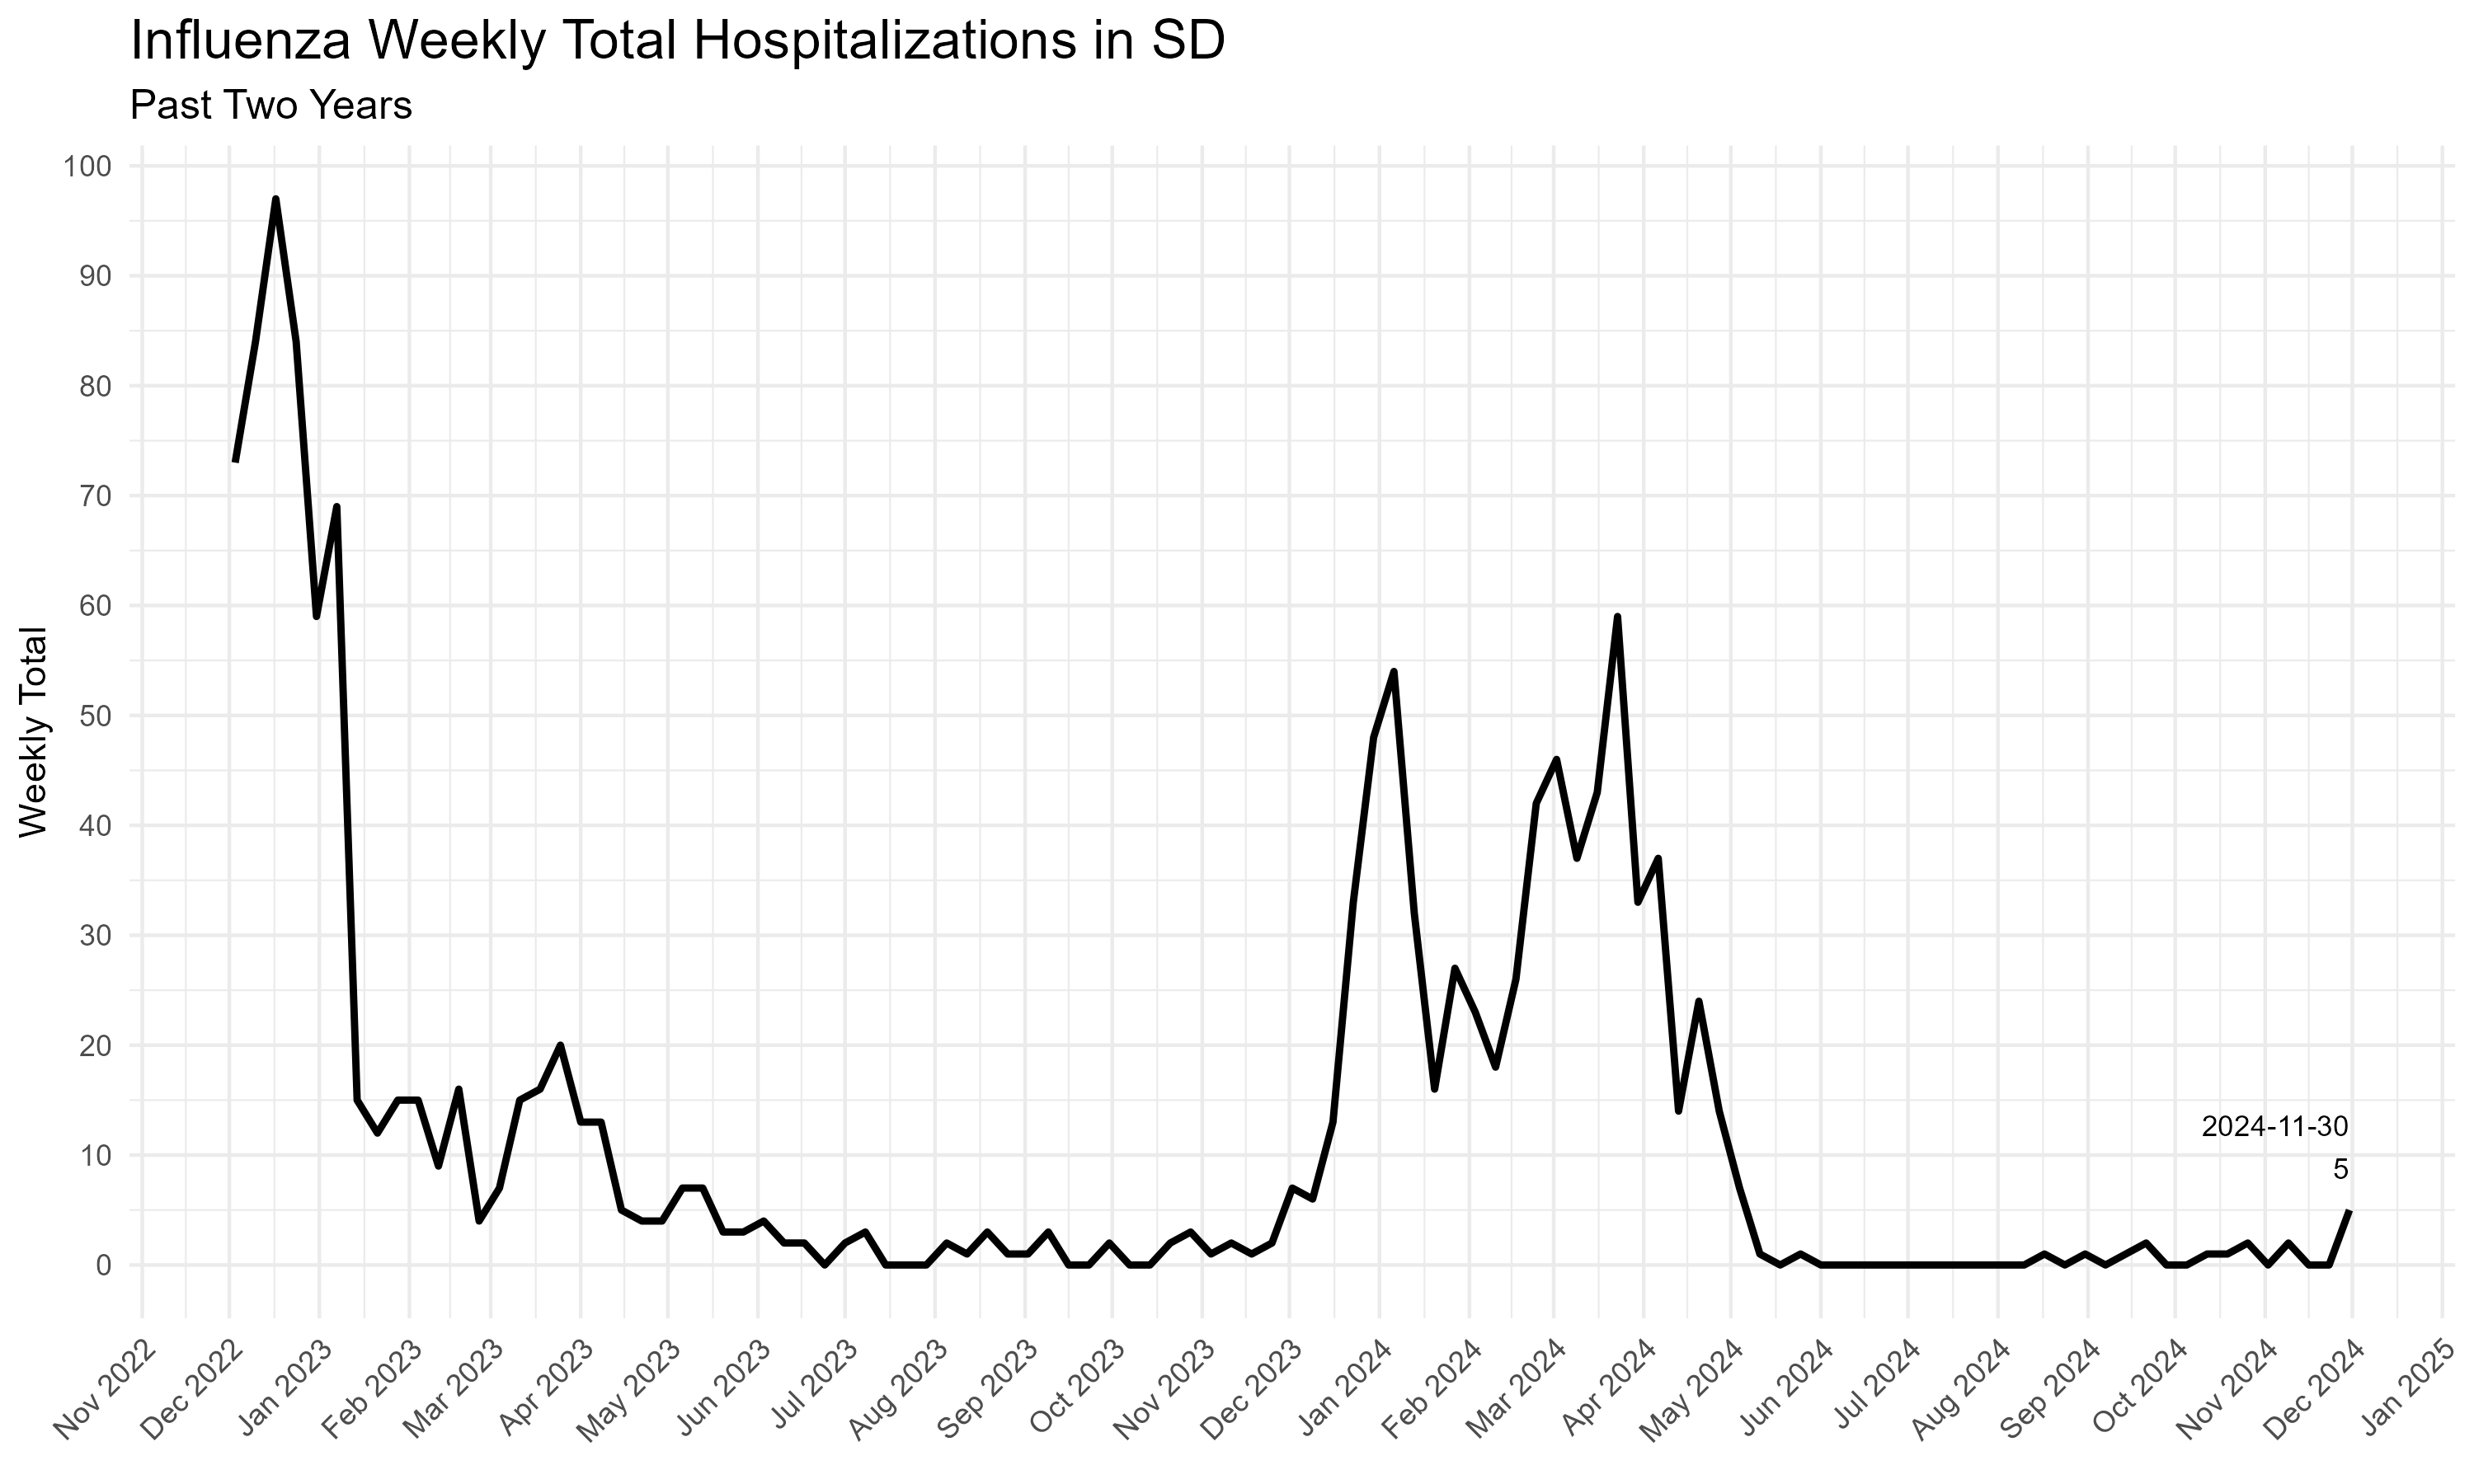 Influenza Weekly Total Hospitalizations in SD
Past Two Years
Weekly Total
100
90
80
70
60
50
40
30
20
10
0
2024-11-30
5
Nov 2022
Dec 2022
Jan 2023
Feb 2023
Mar 2023
Apr 2023
May 2023
Jun 2023
Jul 2023
Aug 2023
Sep 2023
Oct 2023
Nov 2023
Dec 2023
Jan 2024
Feb 2024
Mar 2024
Apr 2024
May 2024
Jun 2024
Jul 2024
Aug 2024
Sep 2024
Oct 2024
Nov 2024
Dec 2024
Jan 2025